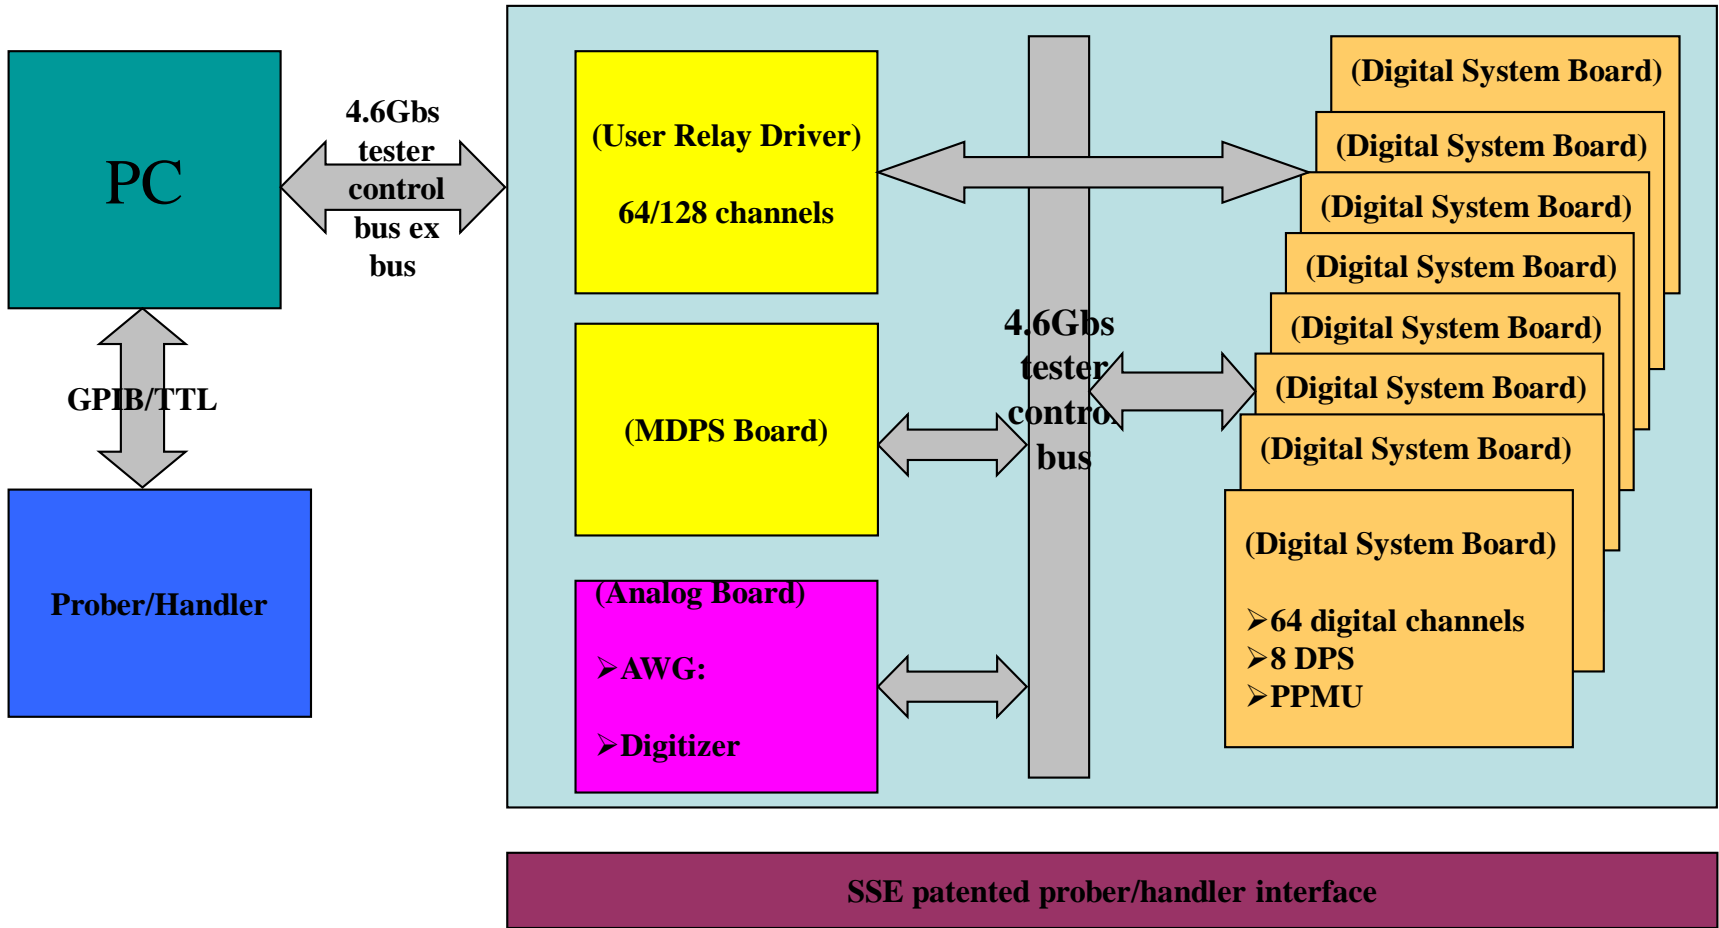 PC
4.6Gbs
tester
control
bus ex
bus
GPIB/TTL
Prober/Handler
(User Relay Driver)
64/128 channels
(MDPS Board)
(Analog Board)
➢AWG:
➢Digitizer
4.6Gbs
tester
control
bus
(Digital System Board)
(Digital System Board)
(Digital System Board)
(Digital System Board)
(Digital System Board)
(Digital System Board)
(Digital System Board)
(Digital System Board)
➢64 digital channels
➢8 DPS
➢PPMU
SSE patented prober/handler interface